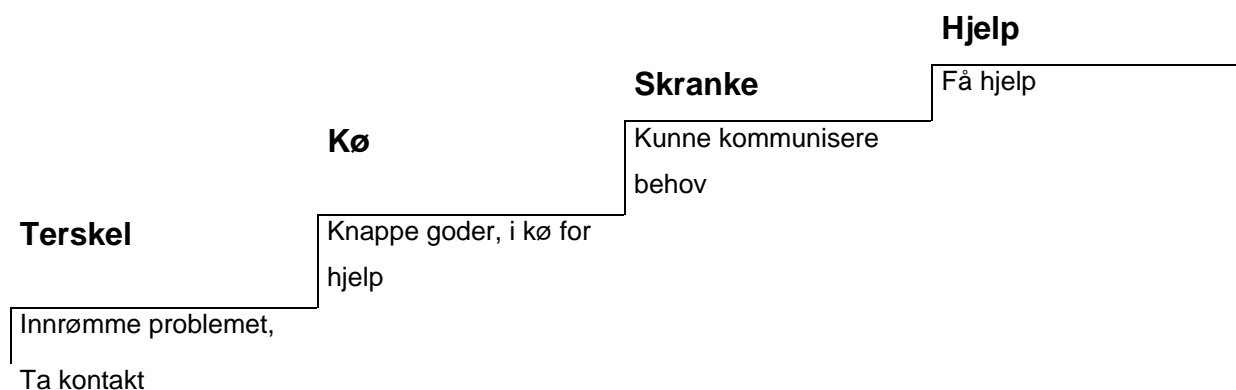 Terskel
Innrømme problemet,
Ta kontakt
Kø
Knappe goder, i kø for
hjelp
Skranke
Kunne kommunisere
behov
Hjelp
Få hjelp